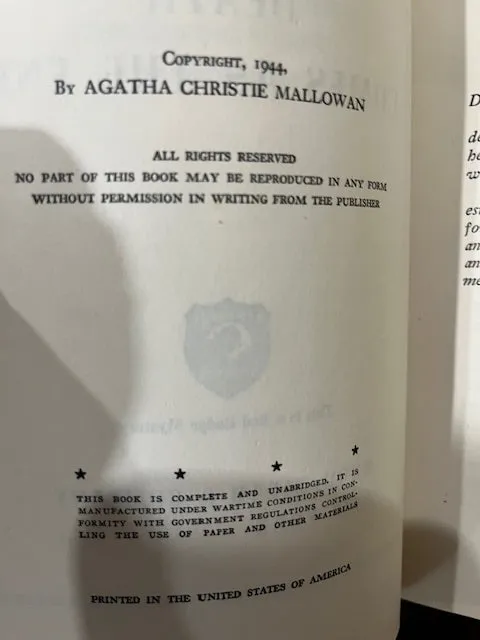 COPYRIGHT, 1944,
BY AGATHA CHRISTIE MALLOWAN
ALL RIGHTS RESERVED
NO PART OF THIS BOOK MAY BE REPRODUCED IN ANY FORM
WITHOUT PERMISSION IN WRITING FROM THE PUBLISHER
★ ★ ★ ★
THIS BOOK IS COMPLETE AND UNABRIDGED. IT IS
MANUFACTURED UNDER WARTIME CONDITIONS IN CON-
FORMITY WITH GOVERNMENT REGULATIONS CONTROL-
LING THE USE OF PAPER AND OTHER MATERIALS
PRINTED IN THE UNITED STATES OF AMERICA